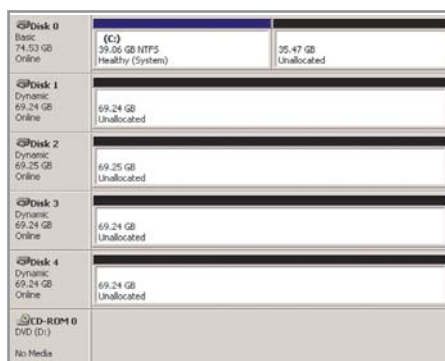 Disk 0
Basic
74.53 GB
Online
(C:)
39.06 GB NTFS
Healthy (System)
35.47 GB
Unallocated
Disk 1
Dynamic
69.24 GB
Online
69.24 GB
Unallocated
Disk 2
Dynamic
69.25 GB
Online
69.25 GB
Unallocated
Disk 3
Dynamic
69.24 GB
Online
69.24 GB
Unallocated
Disk 4
Dynamic
69.24 GB
Online
69.24 GB
Unallocated
CD-ROM 0
DVD (D:)
No Media